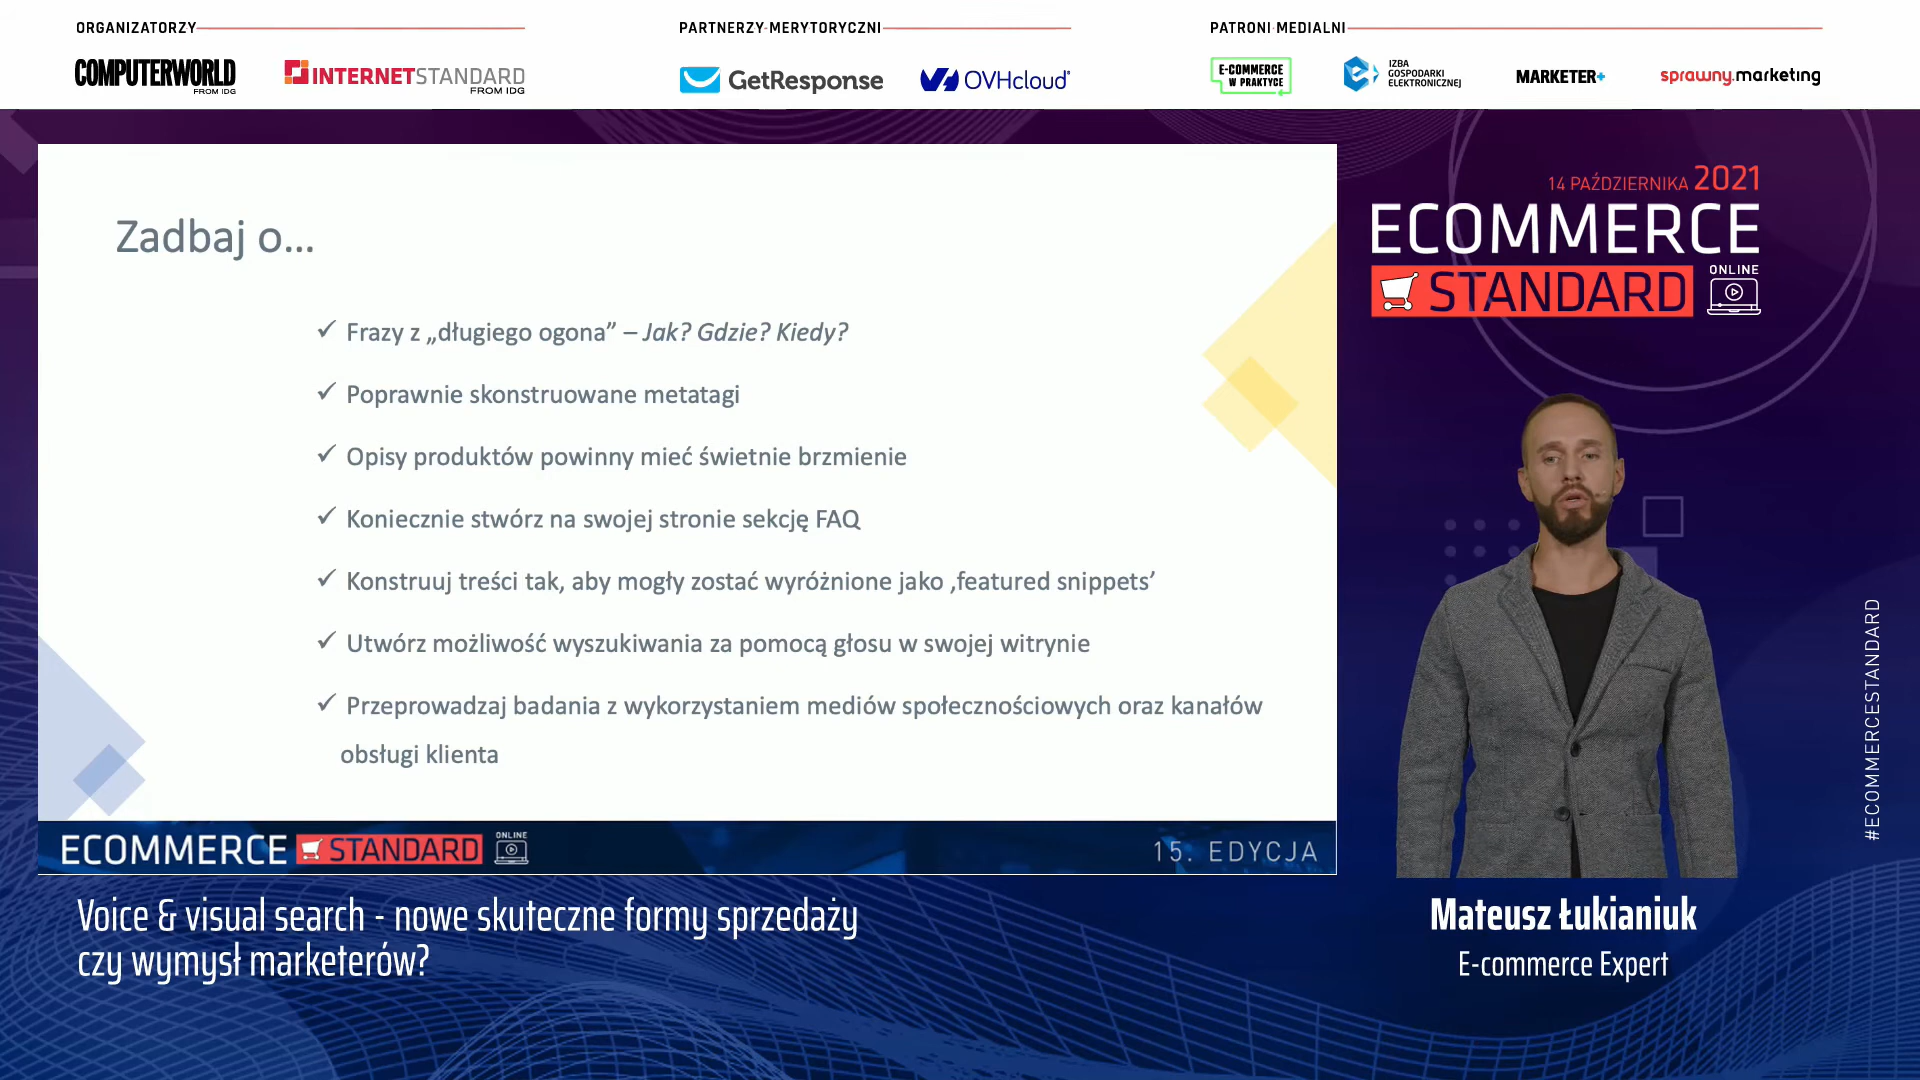 ORGANIZATORZY
COMPUTERWORLD
FROM IDG
INTERNETSTANDARD
FROM IDG
PARTNERZY MERYTORYCZNI
GetResponse
OVHcloud®
PATRONI MEDIALNI
E-COMMERCE
W PRAKTYCE
IZBA
GOSPODARKI
ELEKTRONICZNEJ
MARKETER+
sprawny.marketing
Zadbaj o...
✓ Frazy z „długiego ogona” – Jak? Gdzie? Kiedy?
✓ Poprawnie skonstruowane metatagi
✓ Opisy produktów powinny mieć świetnie brzmienie
✓ Koniecznie stwórz na swojej stronie sekcję FAQ
✓ Konstruuj treści tak, aby mogły zostać wyróżnione jako ‚featured snippets’
✓ Utwórz możliwość wyszukiwania za pomocą głosu w swojej witrynie
✓ Przeprowadzaj badania z wykorzystaniem mediów społecznościowych oraz kanałów
obsługi klienta
ECOMMERCE STANDARD ONLINE
15. EDYCJA
14 PAŹDZIERNIKA 2021
ECOMMERCE
STANDARD
ONLINE
#ECOMMERCESTANDARD
Voice & visual search - nowe skuteczne formy sprzedaży
czy wymysł marketerów?
Mateusz Łukianiuk
E-commerce Expert